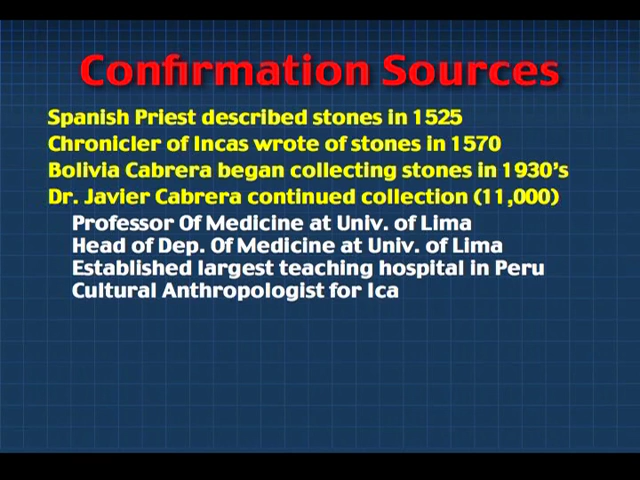 Confirmation Sources
Spanish Priest described stones in 1525
Chronicler of Incas wrote of stones in 1570
Bolivia Cabrera began collecting stones in 1930's
Dr. Javier Cabrera continued collection (11,000)
Professor Of Medicine at Univ. of Lima
Head of Dep. Of Medicine at Univ. of Lima
Established largest teaching hospital in Peru
Cultural Anthropologist for Ica